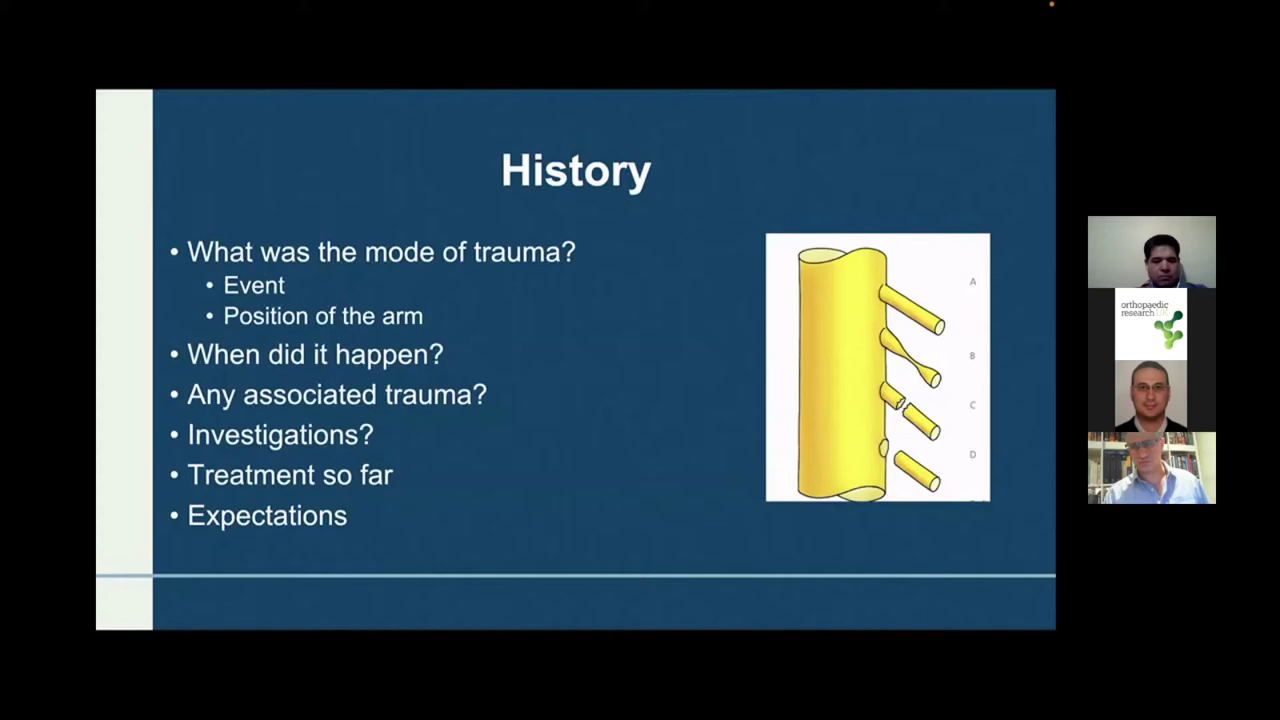 History
• What was the mode of trauma?
• Event
• Position of the arm
• When did it happen?
• Any associated trauma?
• Investigations?
• Treatment so far
• Expectations
A
B
C
D
orthopaedic
research UK